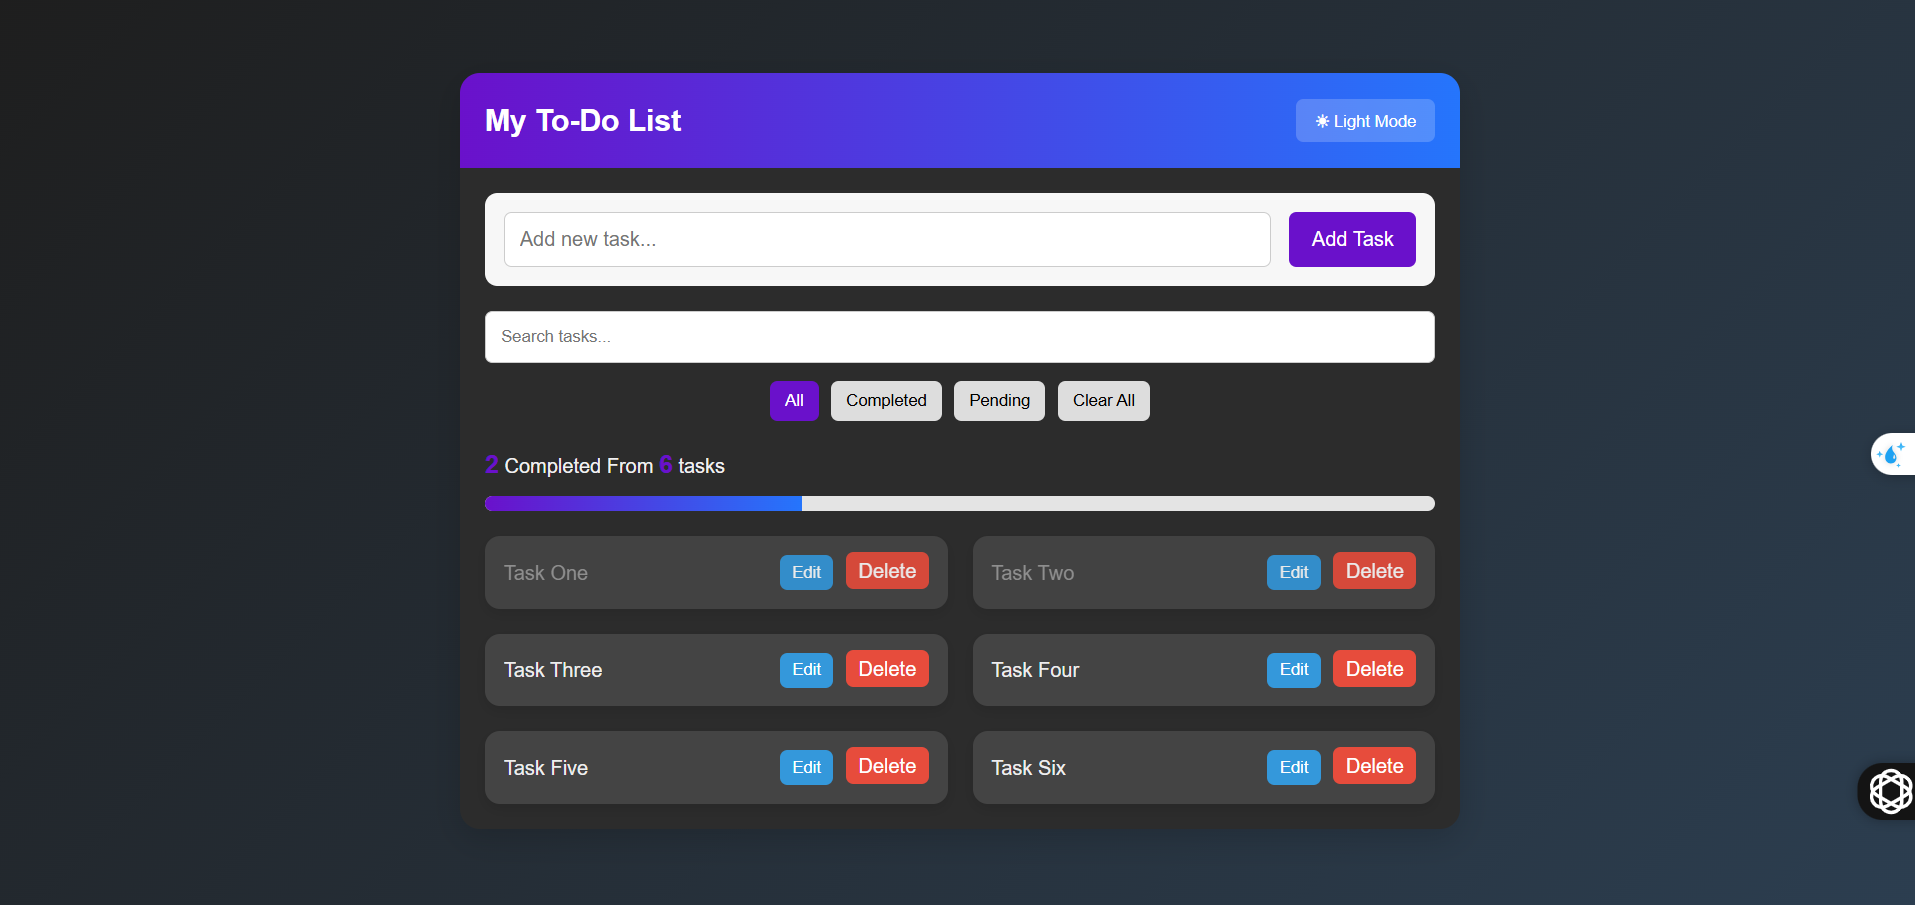 My To-Do List
☀ Light Mode
Add new task...
Add Task
Search tasks...
All Completed Pending Clear All
2 Completed From 6 tasks
Task One Edit Delete
Task Two Edit Delete
Task Three Edit Delete
Task Four Edit Delete
Task Five Edit Delete
Task Six Edit Delete